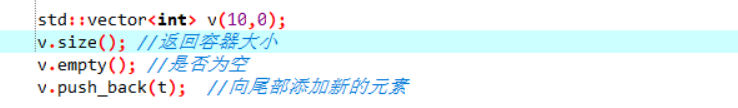 std::vector<int> v(10,0);
v.size(); //返回容器大小
v.empty(); //是否为空
v.push_back(t);  //向尾部添加新的元素